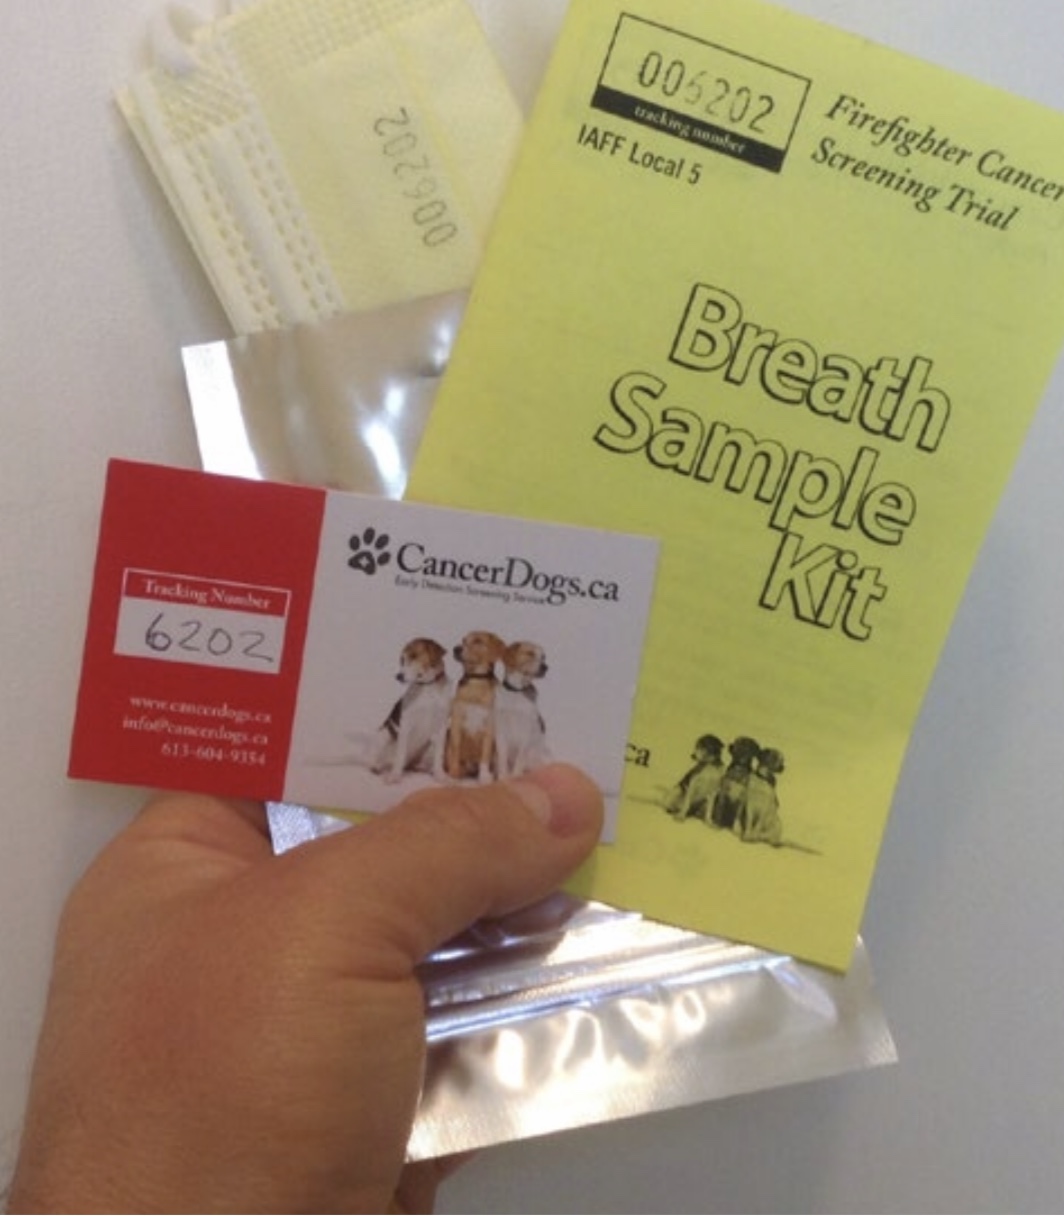 006202
006202
tracking number
IAFF Local 5
Firefighter Cancer
Screening Trial
Breath
Sample
Kit
CancerDogs.ca
Early Detection Screening Service
Tracking Number
6202
www.cancerdogs.ca
info@cancerdogs.ca
613-604-9354
ca